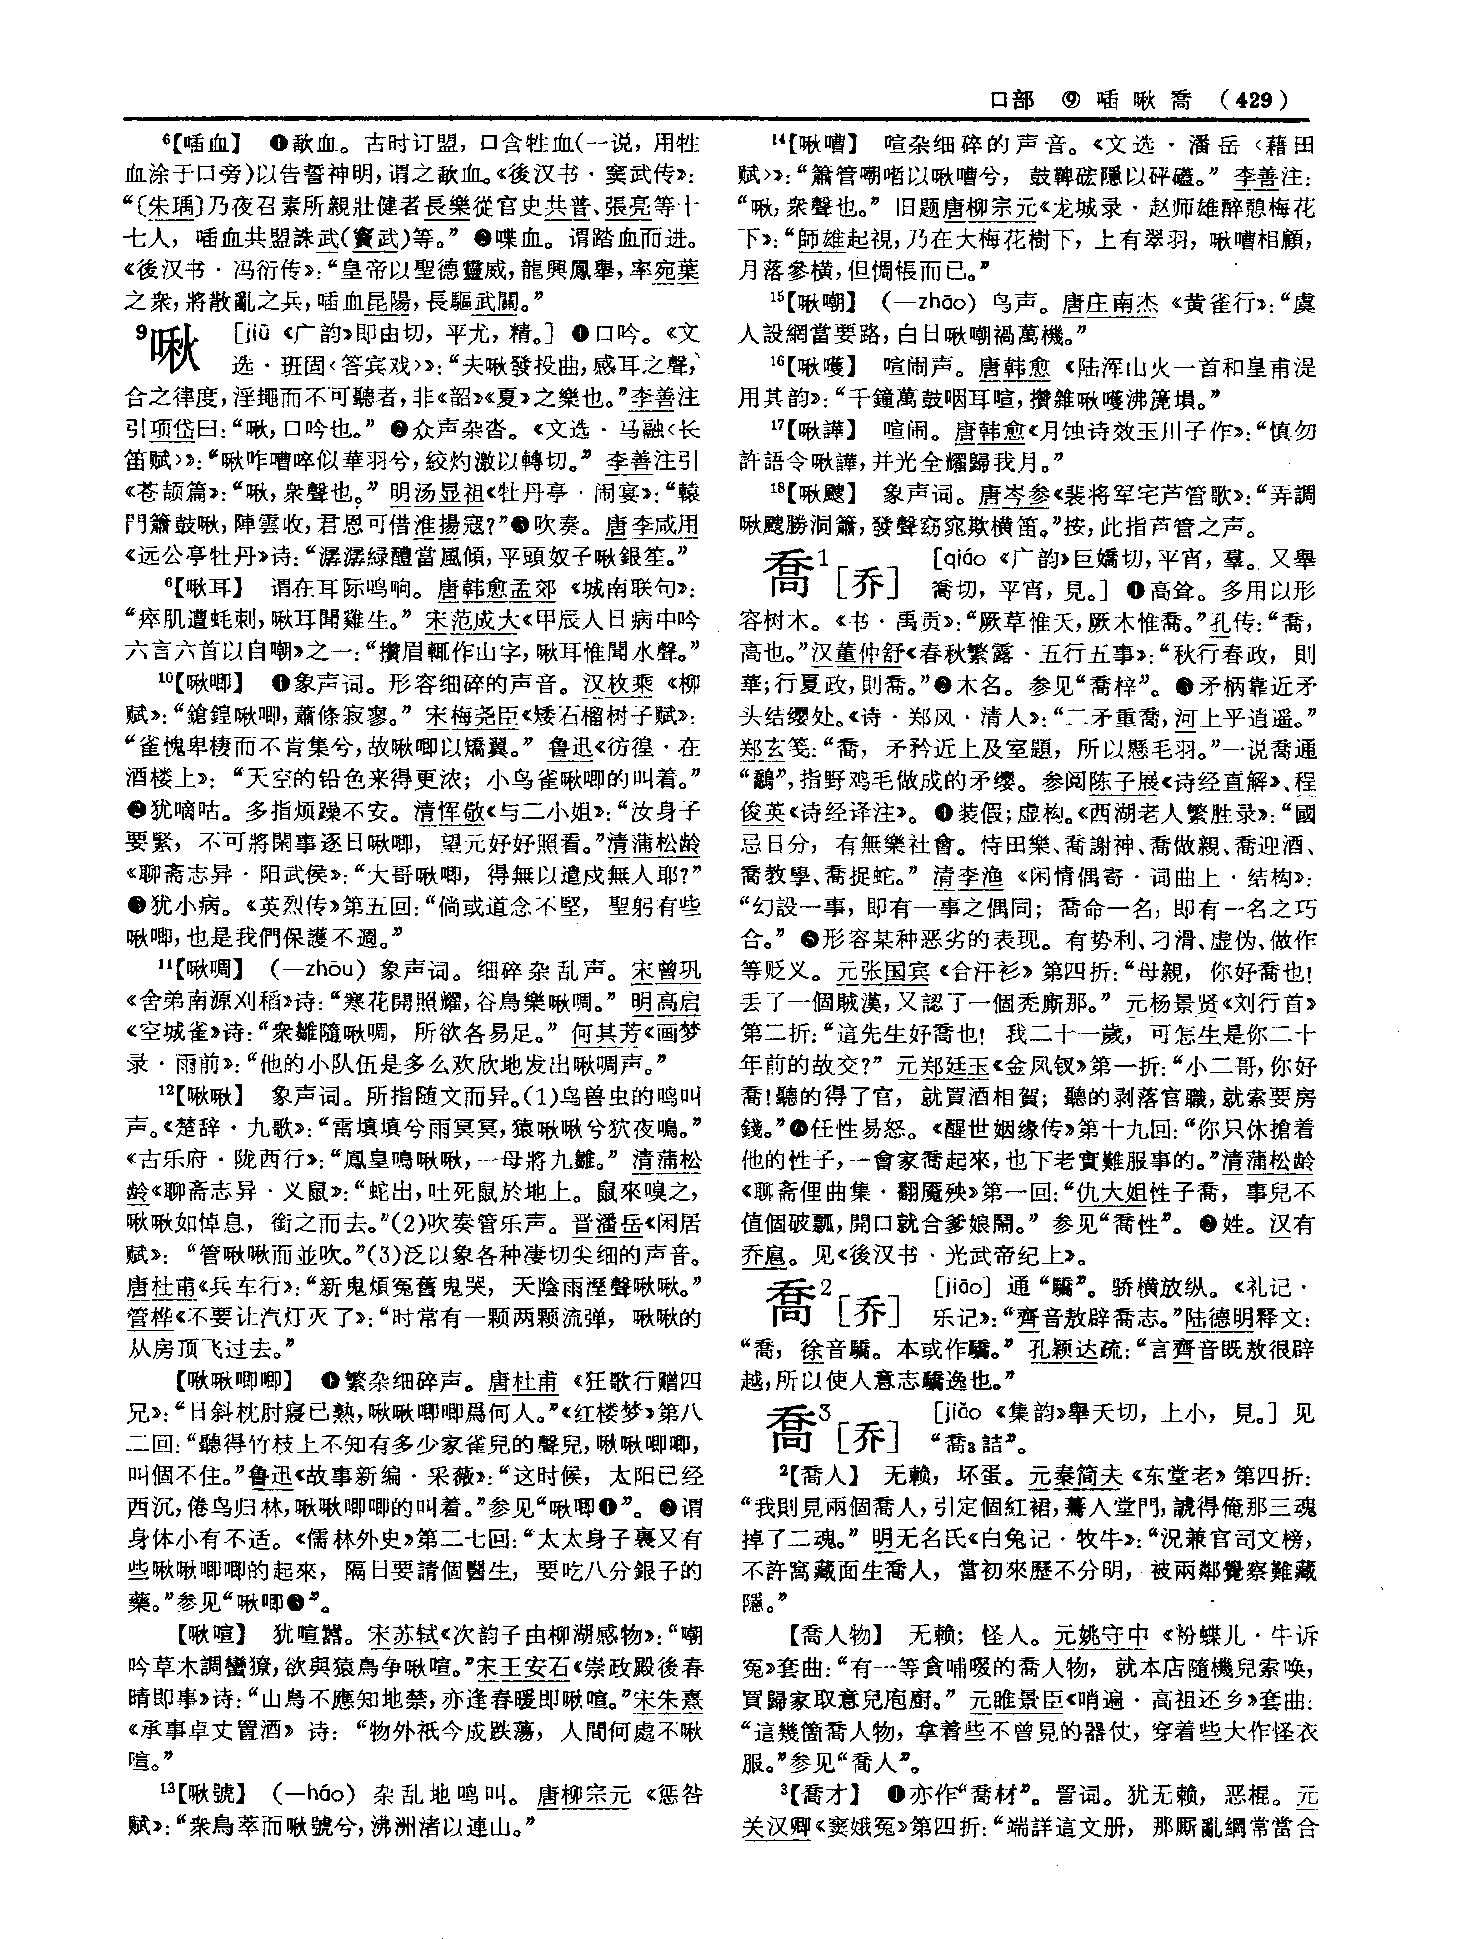 口部 ⑨ 喢 啾 喬 （429）
⁶【喢血】 ❶歃血。古时订盟，口含牲血(一说，用牲
血涂于口旁)以告誓神明，谓之歃血。《後汉书·窦武传》：
“〔朱瑀〕乃夜召素所親壯健者長樂從官史共普、張亮等十
七人，喢血共盟誅武(竇武)等。”❷喋血。谓踏血而进。
《後汉书·冯衍传》：“皇帝以聖德靈威，龍興鳳舉，率宛葉
之衆，將散亂之兵，喢血昆陽，長驅武關。”
⁹啾 [jiū《广韵》即由切，平尤，精。] ❶口吟。《文
选·班固〈答宾戏〉》：“夫啾發投曲，感耳之聲，
合之律度，淫䵷而不可聽者，非《韶》《夏》之樂也。”李善注
引项岱曰：“啾，口吟也。”❷众声杂沓。《文选·马融〈长
笛赋〉》：“啾咋嘈啐似華羽兮，絞灼激以轉切。”李善注引
《苍颉篇》：“啾，衆聲也。”明汤显祖《牡丹亭·闹宴》：“轅
門簫鼓啾，陣雲收，君恩可借淮揚寇？”❸吹奏。唐李咸用
《远公亭牡丹》诗：“潺潺緑醴當風傾，平頭奴子啾銀笙。”
⁶【啾耳】 谓在耳际鸣响。唐韩愈孟郊《城南联句》：
“瘁肌遭蚝刺，啾耳聞雞生。”宋范成大《甲辰人日病中吟
六言六首以自嘲》之一：“攢眉輒作山字，啾耳惟聞水聲。”
¹⁰【啾唧】 ❶象声词。形容细碎的声音。汉枚乘《柳
赋》：“鎗鍠啾唧，蕭條寂寥。”宋梅尧臣《矮石榴树子赋》：
“雀愧卑棲而不肯集兮，故啾唧以矯翼。”鲁迅《彷徨·在
酒楼上》：“天空的铅色来得更浓；小鸟雀啾唧的叫着。”
❷犹嘀咕。多指烦躁不安。清恽敬《与二小姐》：“汝身子
要緊，不可將閑事逐日啾唧，望元好好照看。”清蒲松龄
《聊斋志异·阳武侯》：“大哥啾唧，得無以遣戍無人耶？”
❸犹小病。《英烈传》第五回：“倘或道念不堅，聖躬有些
啾唧，也是我們保護不週。”
¹¹【啾啁】 （—zhōu）象声词。细碎杂乱声。宋曾巩
《舍弟南源刈稻》诗：“寒花開照耀，谷鳥樂啾啁。”明高启
《空城雀》诗：“衆雛隨啾啁，所欲各易足。”何其芳《画梦
录·雨前》：“他的小队伍是多么欢欣地发出啾啁声。”
¹²【啾啾】 象声词。所指随文而异。(1)鸟兽虫的鸣叫
声。《楚辞·九歌》：“雷填填兮雨冥冥，猿啾啾兮狖夜鳴。”
《古乐府·陇西行》：“鳳皇鳴啾啾，一母將九雛。”清蒲松
龄《聊斋志异·义鼠》：“蛇出，吐死鼠於地上。鼠來嗅之，
啾啾如悼息，銜之而去。”(2)吹奏管乐声。晋潘岳《闲居
赋》：“管啾啾而並吹。”(3)泛以象各种凄切尖细的声音。
唐杜甫《兵车行》：“新鬼煩冤舊鬼哭，天陰雨溼聲啾啾。”
管桦《不要让汽灯灭了》：“时常有一颗两颗流弹，啾啾的
从房顶飞过去。”
【啾啾唧唧】 ❶繁杂细碎声。唐杜甫《狂歌行赠四
兄》：“日斜枕肘寢已熟，啾啾唧唧爲何人。”《红楼梦》第八
二回：“聽得竹枝上不知有多少家雀兒的聲兒，啾啾唧唧，
叫個不住。”鲁迅《故事新编·采薇》：“这时候，太阳已经
西沉，倦鸟归林，啾啾唧唧的叫着。”参见“啾唧❶”。❷谓
身体小有不适。《儒林外史》第二七回：“太太身子裏又有
些啾啾唧唧的起來，隔日要請個醫生，要吃八分銀子的
藥。”参见“啾唧❸”。
【啾喧】 犹喧嚣。宋苏轼《次韵子由柳湖感物》：“嘲
吟草木調蠻獠，欲與猿鳥争啾喧。”宋王安石《崇政殿後春
晴即事》诗：“山鳥不應知地禁，亦逢春暖即啾喧。”宋朱熹
《承事卓丈置酒》诗：“物外祇今成跌蕩，人間何處不啾
喧。”
¹³【啾號】 （—háo）杂乱地鸣叫。唐柳宗元《惩咎
赋》：“衆鳥萃而啾號兮，沸洲渚以連山。”
¹⁴【啾嘈】 喧杂细碎的声音。《文选·潘岳〈藉田
赋〉》：“簫管嘲哳以啾嘈兮，鼓鞞硡隱以砰磕。”李善注：
“啾，衆聲也。”旧题唐柳宗元《龙城录·赵师雄醉憩梅花
下》：“師雄起視，乃在大梅花樹下，上有翠羽，啾嘈相顧，
月落參横，但惆悵而已。”
¹⁵【啾嘲】 （—zhāo）鸟声。唐庄南杰《黄雀行》：“虞
人設網當要路，白日啾嘲禍萬機。”
¹⁶【啾嚄】 喧闹声。唐韩愈《陆浑山火一首和皇甫湜
用其韵》：“千鐘萬鼓咽耳喧，攢雜啾嚄沸篪塤。”
¹⁷【啾譁】 喧闹。唐韩愈《月蚀诗效玉川子作》：“慎勿
許語令啾譁，并光全耀歸我月。”
¹⁸【啾飕】 象声词。唐岑参《裴将军宅芦管歌》：“弄調
啾飕勝洞簫，發聲窈窕欺横笛。”按，此指芦管之声。
喬¹[乔] [qiáo《广韵》巨嬌切，平宵，羣。又舉
喬切，平宵，見。] ❶高耸。多用以形
容树木。《书·禹贡》：“厥草惟夭，厥木惟喬。”孔传：“喬，
高也。”汉董仲舒《春秋繁露·五行五事》：“秋行春政，則
華；行夏政，則喬。”❷木名。参见“喬梓”。❸矛柄靠近矛
头结缨处。《诗·郑风·清人》：“二矛重喬，河上乎逍遥。”
郑玄笺：“喬，矛矜近上及室題，所以懸毛羽。”一说喬通
“鷮”，指野鸡毛做成的矛缨。参阅陈子展《诗经直解》、程
俊英《诗经译注》。❹装假；虚构。《西湖老人繁胜录》：“國
忌日分，有無樂社會。恃田樂、喬謝神、喬做親、喬迎酒、
喬教學、喬捉蛇。”清李渔《闲情偶寄·词曲上·结构》：
“幻設一事，即有一事之偶同；喬命一名，即有一名之巧
合。”❺形容某种恶劣的表现。有势利、刁滑、虚伪、做作
等贬义。元张国宾《合汗衫》第四折：“母親，你好喬也！
丢了一個賊漢，又認了一個秃廝那。”元杨景贤《刘行首》
第二折：“這先生好喬也！我二十一歲，可怎生是你二十
年前的故交？”元郑廷玉《金凤钗》第一折：“小二哥，你好
喬！聽的得了官，就買酒相賀；聽的剥落官職，就索要房
錢。”❻任性易怒。《醒世姻缘传》第十九回：“你只休搶着
他的性子，一會家喬起來，也下老實難服事的。”清蒲松龄
《聊斋俚曲集·翻魇殃》第一回：“仇大姐性子喬，事兒不
值個破瓢，開口就合爹娘鬧。”参见“喬性”。❼姓。汉有
乔扈。见《後汉书·光武帝纪上》。
喬²[乔] [jiāo] 通“驕”。骄横放纵。《礼记·
乐记》：“齊音敖辟喬志。”陆德明释文：
“喬，徐音驕。本或作驕。”孔颖达疏：“言齊音既敖很辟
越，所以使人意志驕逸也。”
喬³[乔] [jiǎo《集韵》舉夭切，上小，見。] 见
“喬₃詰”。
²【喬人】 无赖，坏蛋。元秦简夫《东堂老》第四折：
“我則見兩個喬人，引定個紅裙，驀入堂門，諕得俺那三魂
掉了二魂。”明无名氏《白兔记·牧牛》：“況兼官司文榜，
不許窩藏面生喬人，當初來歷不分明，被兩鄰覺察難藏
隱。”
【喬人物】 无赖；怪人。元姚守中《粉蝶儿·牛诉
冤》套曲：“有一等貪哺啜的喬人物，就本店隨機兒索唤，
買歸家取意兒庖廚。”元睢景臣《哨遍·高祖还乡》套曲：
“這幾箇喬人物，拿着些不曾見的器仗，穿着些大作怪衣
服。”参见“喬人”。
³【喬才】 ❶亦作“喬材”。詈词。犹无赖，恶棍。元
关汉卿《窦娥冤》第四折：“端詳這文册，那厮亂綱常當合